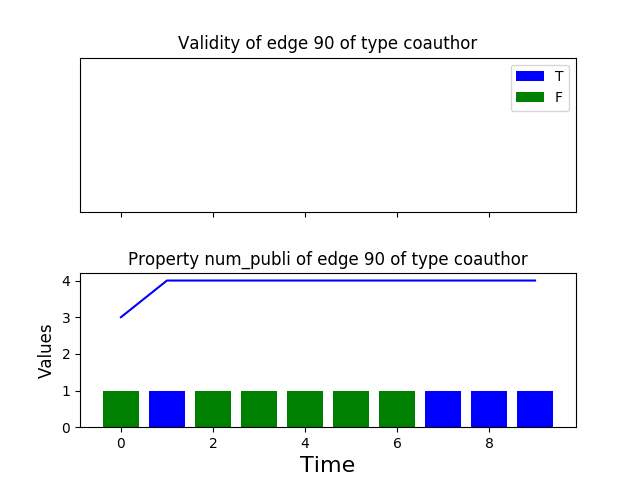 Validity of edge 90 of type coauthor
T
F
Property num_publi of edge 90 of type coauthor
4
3
2
1
0
Values
0 2 4 6 8
Time